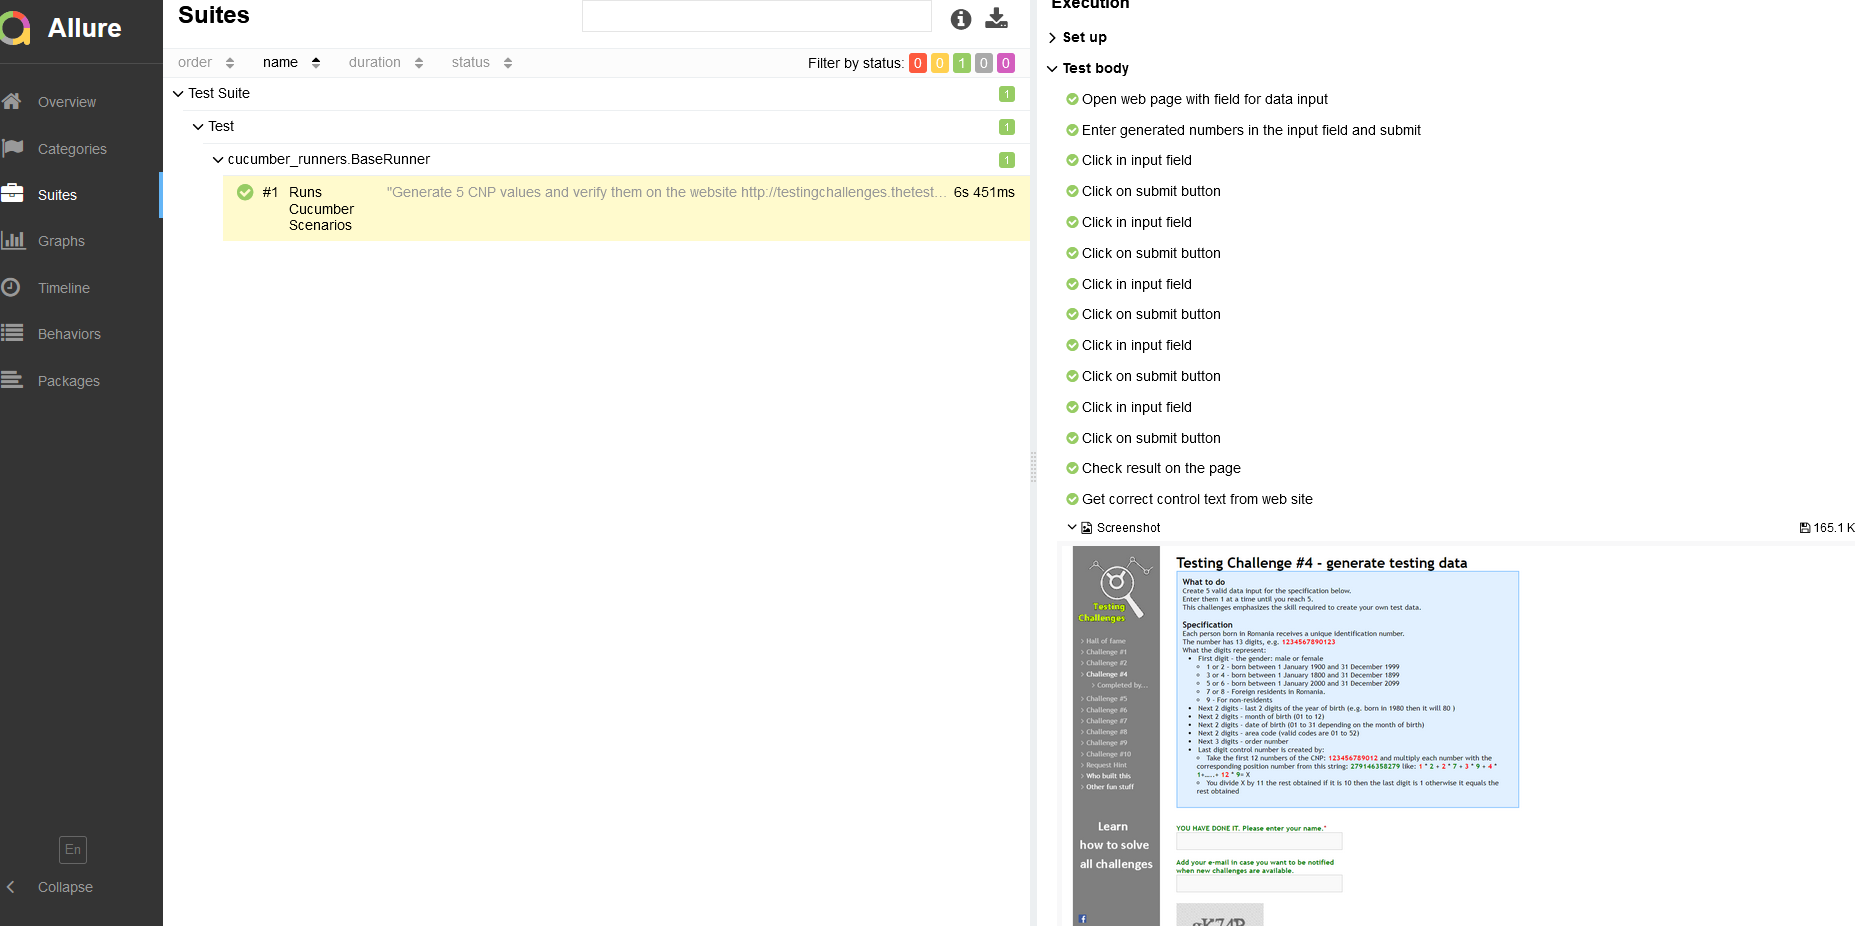 Allure
Overview
Categories
Suites
Graphs
Timeline
Behaviors
Packages
En
Collapse
Suites
order name duration status Filter by status: 0 0 1 0 0
Test Suite 1
Test 1
cucumber_runners.BaseRunner 1
#1 Runs Cucumber Scenarios "Generate 5 CNP values and verify them on the website http://testingchallenges.thetest... 6s 451ms
Execution
Set up
Test body
Open web page with field for data input
Enter generated numbers in the input field and submit
Click in input field
Click on submit button
Click in input field
Click on submit button
Click in input field
Click on submit button
Click in input field
Click on submit button
Click in input field
Click on submit button
Check result on the page
Get correct control text from web site
Screenshot 165.1 K
Testing
Challenges
Hall of fame
Challenge #1
Challenge #2
Challenge #4
Completed by...
Challenge #5
Challenge #6
Challenge #7
Challenge #8
Challenge #9
Challenge #10
Request Hint
Who built this
Other fun stuff
Learn
how to solve
all challenges
Testing Challenge #4 - generate testing data
What to do
Create 5 valid data input for the specification below.
Enter them 1 at a time until you reach 5.
This challenges emphasizes the skill required to create your own test data.
Specification
Each person born in Romania receives a unique identification number.
The number has 13 digits, e.g. 1234567890123
What the digits represent:
First digit - the gender: male or female
1 or 2 - born between 1 January 1900 and 31 December 1999
3 or 4 - born between 1 January 1800 and 31 December 1899
5 or 6 - born between 1 January 2000 and 31 December 2099
7 or 8 - Foreign residents in Romania.
9 - For non-residents
Next 2 digits - last 2 digits of the year of birth (e.g. born in 1980 then it will 80 )
Next 2 digits - month of birth (01 to 12)
Next 2 digits - date of birth (01 to 31 depending on the month of birth)
Next 2 digits - area code (valid codes are 01 to 52)
Next 3 digits - order number
Last digit control number is created by:
Take the first 12 numbers of the CNP: 123456789012 and multiply each number with the
corresponding position number from this string: 279146358279 like: 1 * 2 + 2 * 7 + 3 * 9 + 4 *
1+.....+ 12 * 9= X
You divide X by 11 the rest obtained if it is 10 then the last digit is 1 otherwise it equals the
rest obtained
YOU HAVE DONE IT. Please enter your name.*
Add your e-mail in case you want to be notified
when new challenges are available.